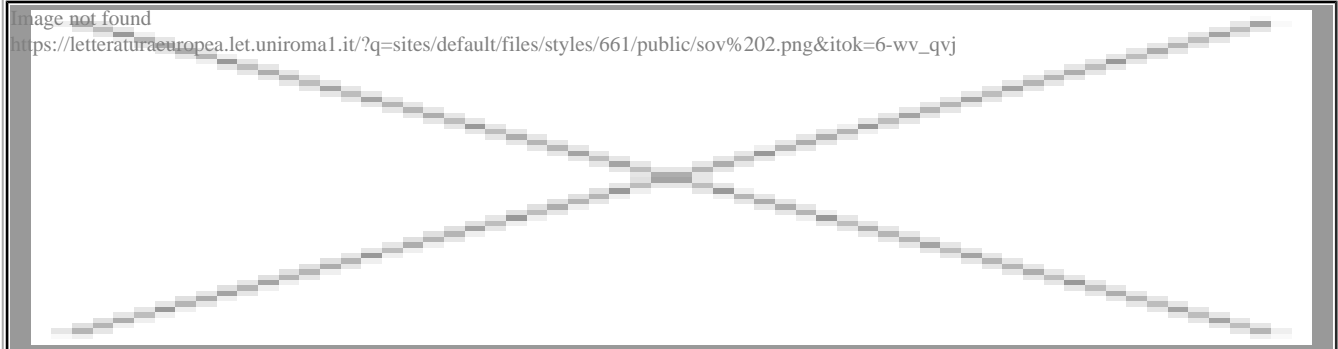 Image not found
https://letteraturaeuropea.let.uniroma1.it/?q=sites/default/files/styles/661/public/sov%202.png&itok=6-wv_qvj